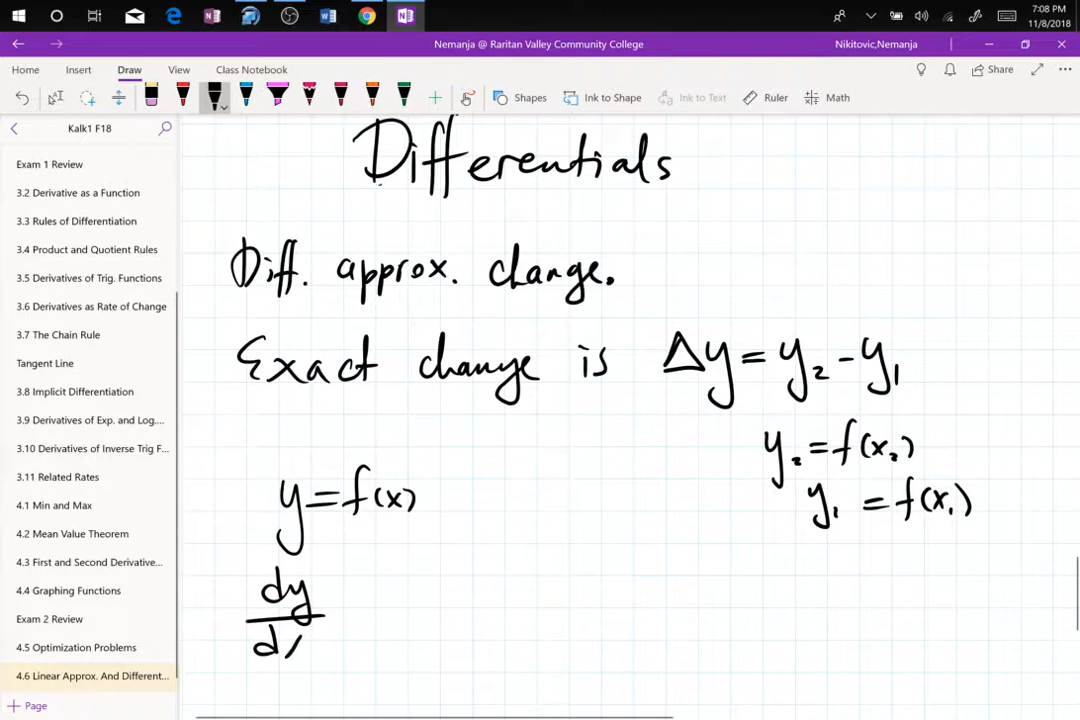 7:08 PM
11/8/2018
Nemanja @ Raritan Valley Community College
Nikitovic,Nemanja
Home Insert Draw View Class Notebook
Share
Shapes Ink to Shape Ink to Text Ruler Math
Kalk1 F18
Exam 1 Review
3.2 Derivative as a Function
3.3 Rules of Differentiation
3.4 Product and Quotient Rules
3.5 Derivatives of Trig. Functions
3.6 Derivatives as Rate of Change
3.7 The Chain Rule
Tangent Line
3.8 Implicit Differentiation
3.9 Derivatives of Exp. and Log....
3.10 Derivatives of Inverse Trig F...
3.11 Related Rates
4.1 Min and Max
4.2 Mean Value Theorem
4.3 First and Second Derivative...
4.4 Graphing Functions
Exam 2 Review
4.5 Optimization Problems
4.6 Linear Approx. And Different...
+ Page
Differentials
Diff. approx. change.
Exact change is Δy = y₂ - y₁
y₂ = f(x₂)
y = f(x)
y₁ = f(x₁)
dy
d